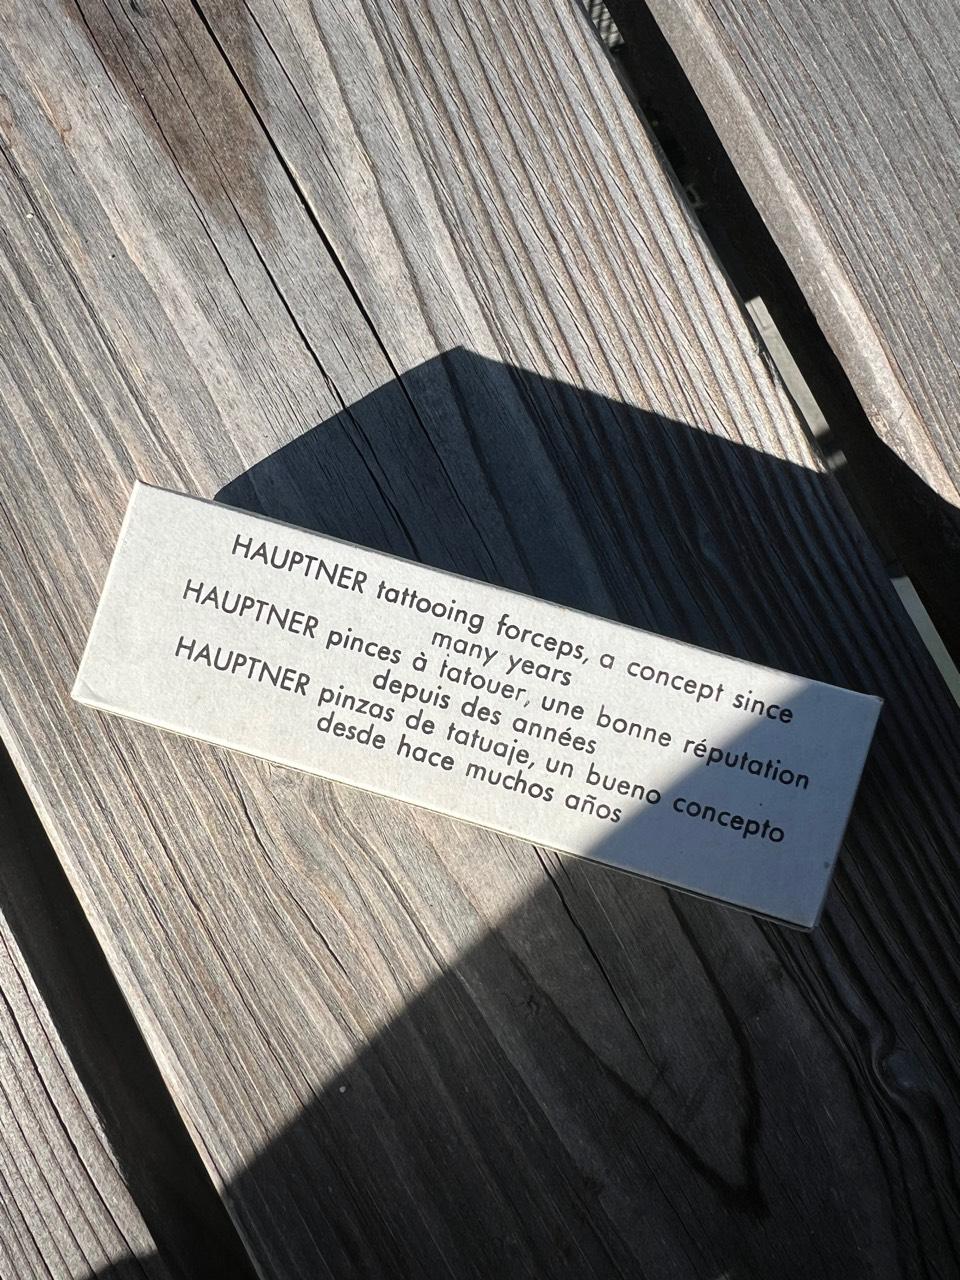 HAUPTNER tattooing forceps, a concept since
many years
HAUPTNER pinces à tatouer, une bonne réputation
depuis des années
HAUPTNER pinzas de tatuaje, un bueno concepto
desde hace muchos años